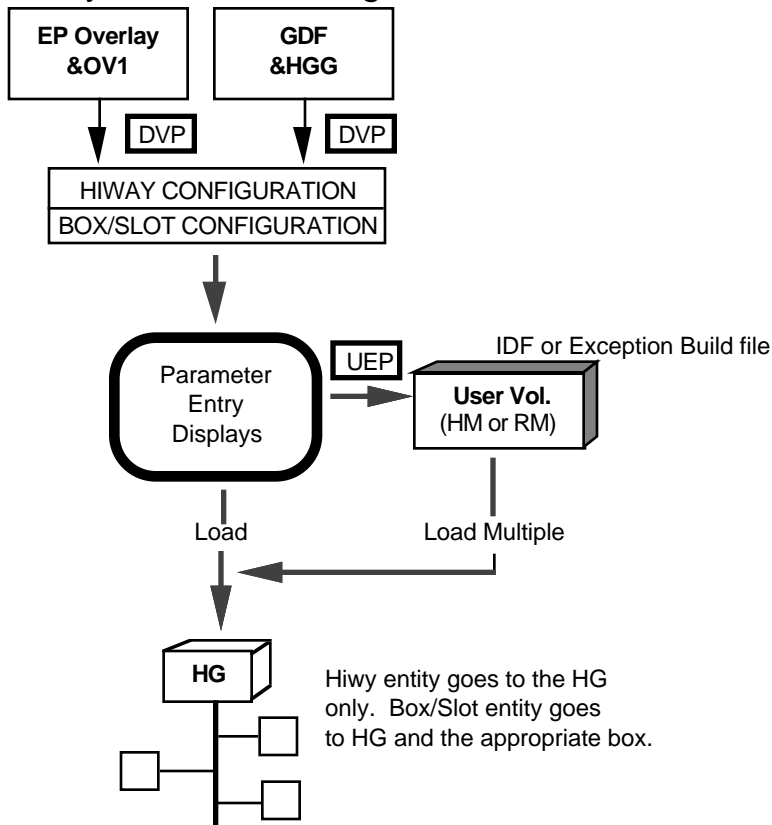 EP Overlay
&OV1
GDF
&HGG
DVP
DVP
HIWAY CONFIGURATION
BOX/SLOT CONFIGURATION
Parameter
Entry
Displays
UEP
IDF or Exception Build file
User Vol.
(HM or RM)
Load
Load Multiple
HG
Hiwy entity goes to the HG
only. Box/Slot entity goes
to HG and the appropriate box.